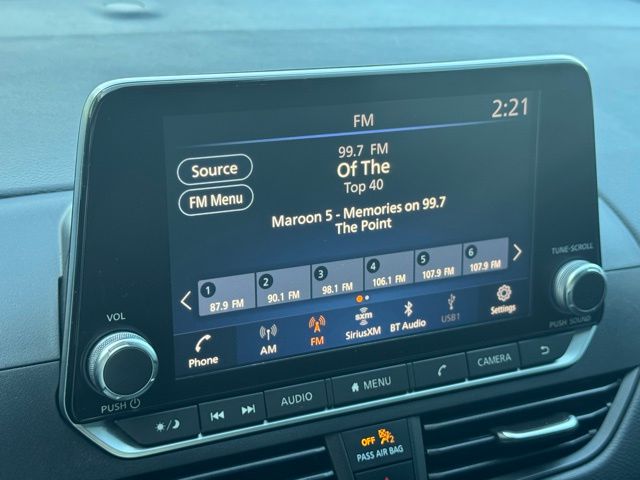 FM
2:21
Source
FM Menu
99.7 FM
Of The
Top 40
Maroon 5 - Memories on 99.7
The Point
1
87.9 FM
2
90.1 FM
3
98.1 FM
4
106.1 FM
5
107.9 FM
6
107.9 FM
Phone
AM
FM
sxm
SiriusXM
BT Audio
USB1
Settings
VOL
PUSH
TUNE·SCROLL
PUSH SOUND
AUDIO
MENU
CAMERA
OFF 2
PASS AIR BAG